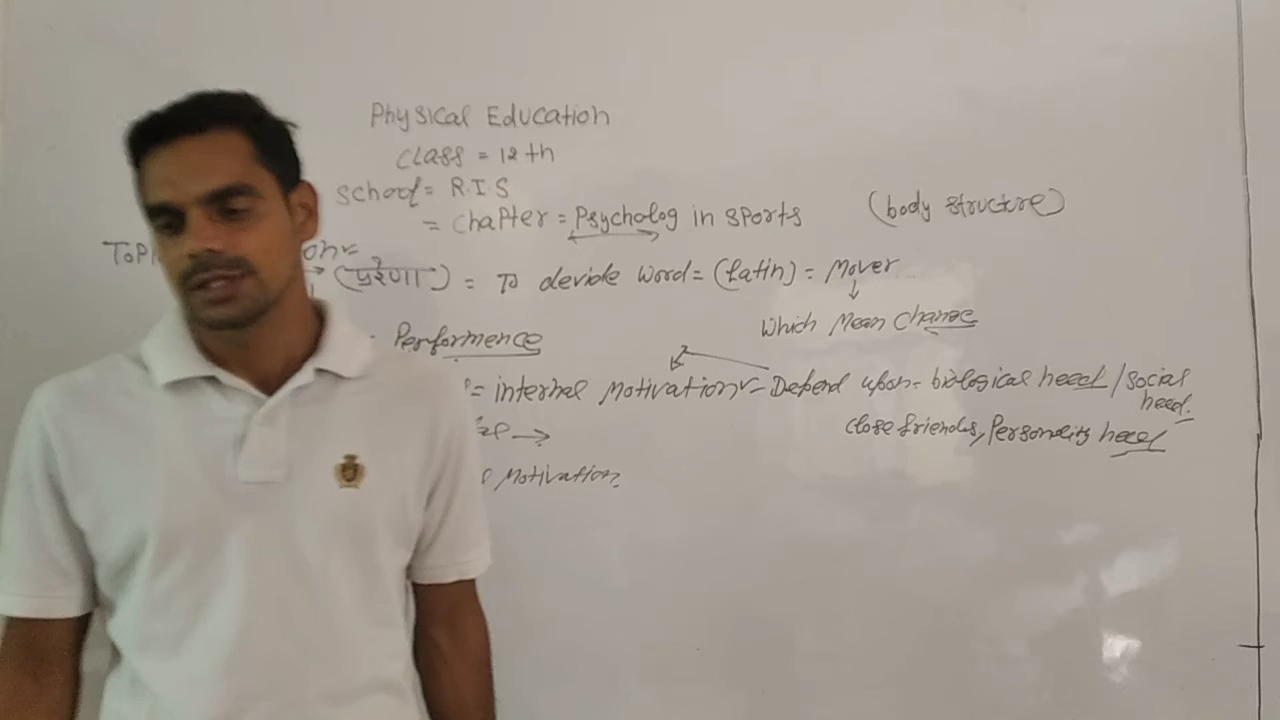 Physical Education
Class = 12th
School = R.I.S
= Chapter = Psycholog in sports (body structure)
(प्रेरणा) = To devide word = (Latin) = Mover
Which Mean Change
Performence
= internel Motivation = Depend upon = biological need / social need.
close friends, Personality need
Motivation